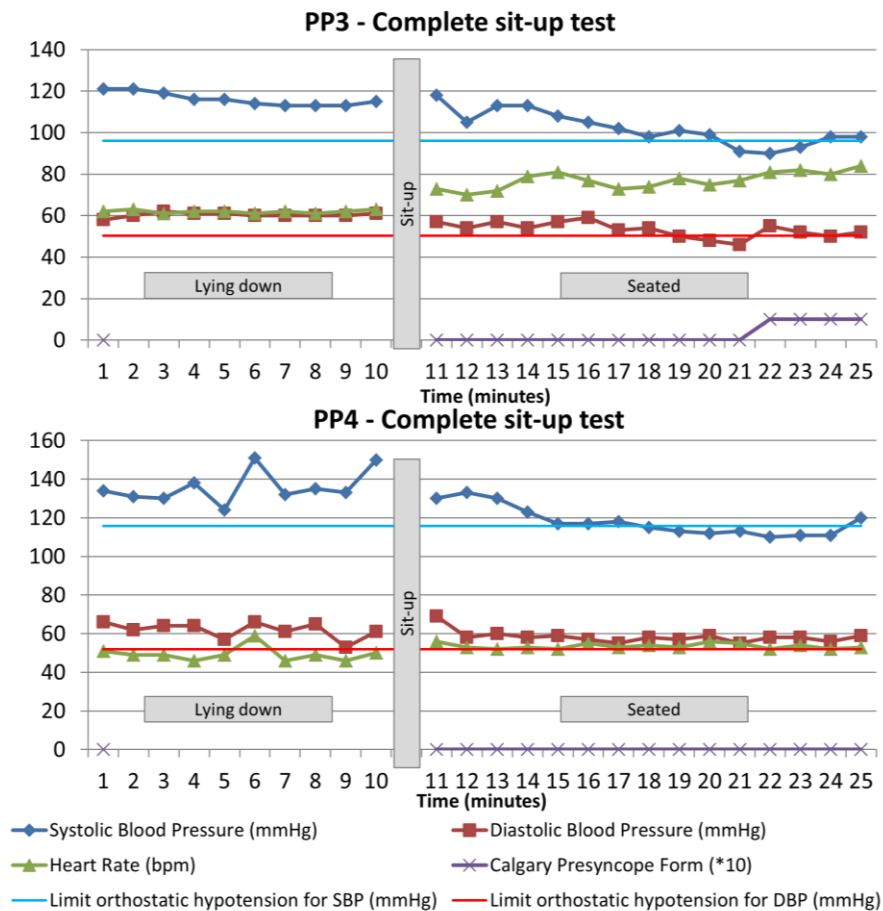 PP3 - Complete sit-up test
140
120
100
80
60
40
20
0
Sit-up
Lying down
Seated
1 2 3 4 5 6 7 8 9 10 11 12 13 14 15 16 17 18 19 20 21 22 23 24 25
Time (minutes)
PP4 - Complete sit-up test
160
140
120
100
80
60
40
20
0
Sit-up
Lying down
Seated
1 2 3 4 5 6 7 8 9 10 11 12 13 14 15 16 17 18 19 20 21 22 23 24 25
Time (minutes)
Systolic Blood Pressure (mmHg) Diastolic Blood Pressure (mmHg)
Heart Rate (bpm) Calgary Presyncope Form (*10)
Limit orthostatic hypotension for SBP (mmHg) Limit orthostatic hypotension for DBP (mmHg)